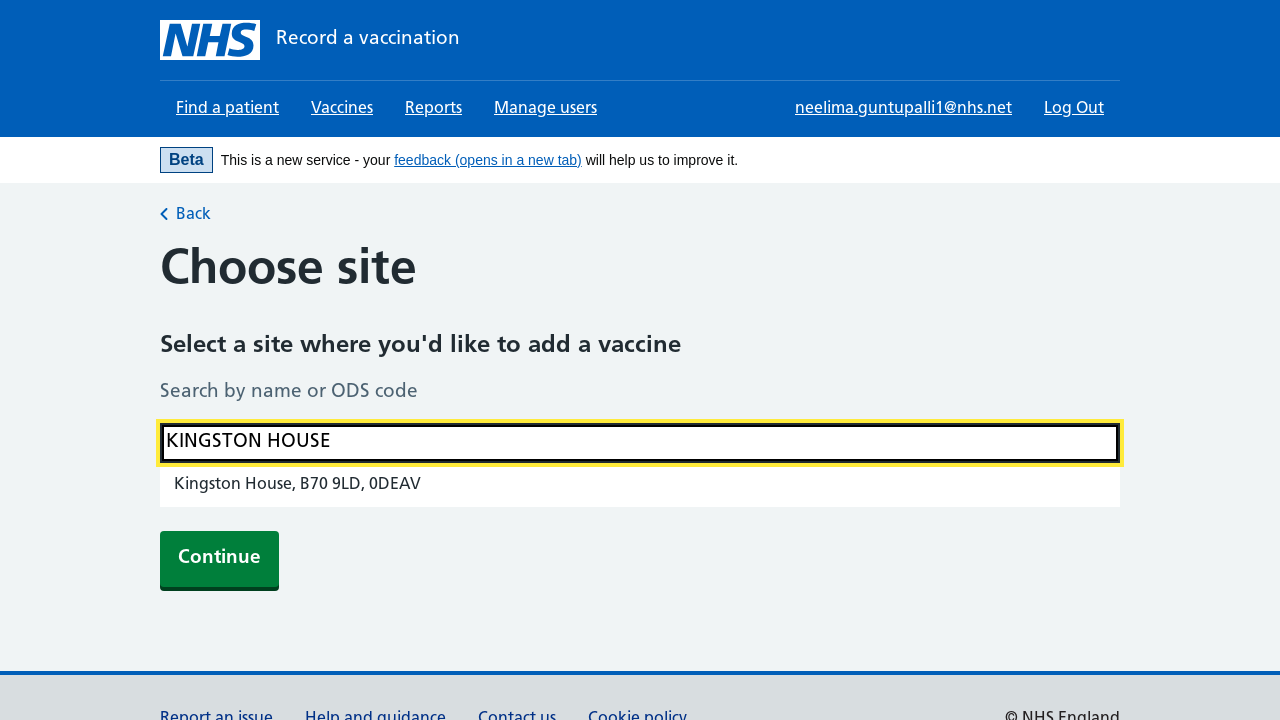 NHS Record a vaccination
Find a patient Vaccines Reports Manage users neelima.guntupalli1@nhs.net Log Out
Beta This is a new service - your feedback (opens in a new tab) will help us to improve it.
Back
Choose site
Select a site where you'd like to add a vaccine
Search by name or ODS code
KINGSTON HOUSE
Kingston House, B70 9LD, 0DEAV
Continue
Report an issue Help and guidance Contact us Cookie policy © NHS England